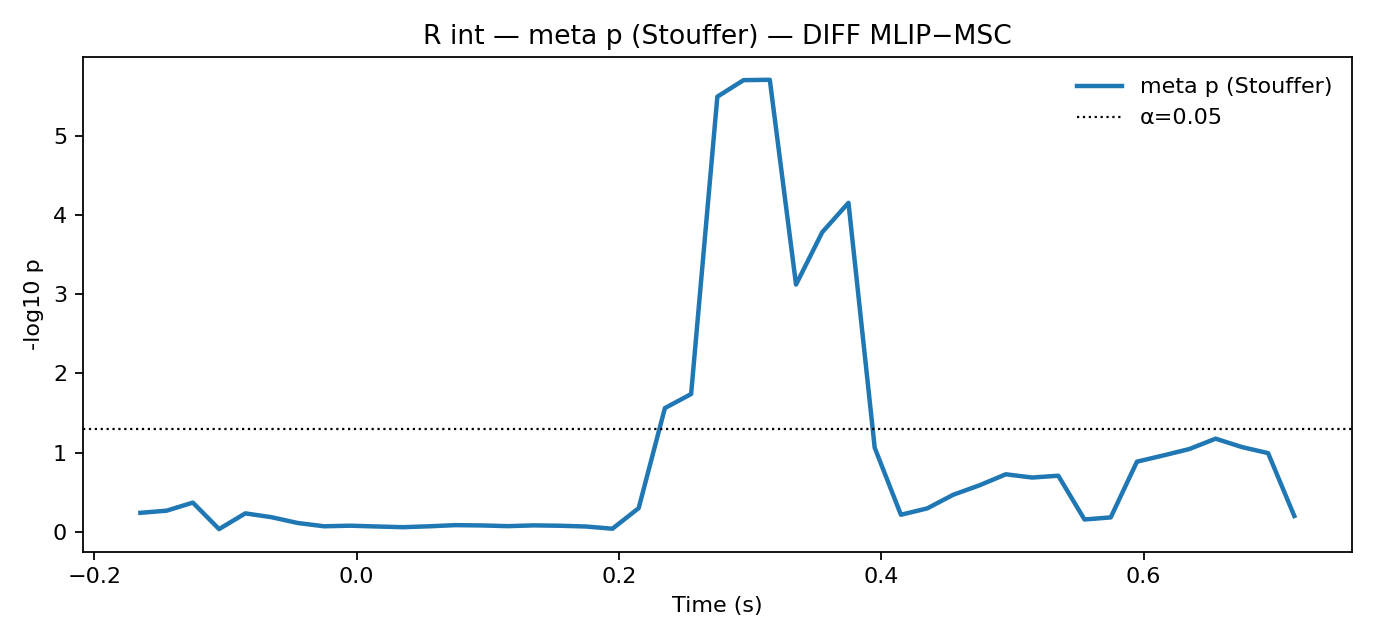 R int — meta p (Stouffer) — DIFF MLIP−MSC
meta p (Stouffer)
α=0.05
-log10 p
5
4
3
2
1
0
−0.2
0.0
0.2
0.4
0.6
Time (s)